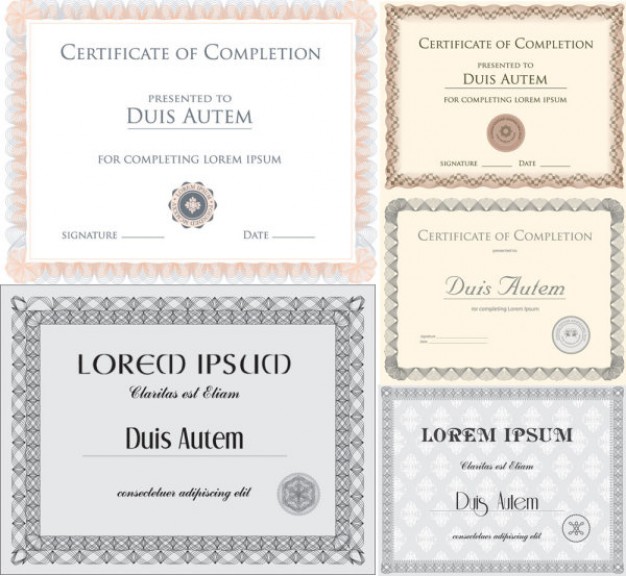 Certificate of Completion
presented to
Duis Autem
for completing lorem ipsum
signature
Date
Certificate of Completion
presented to
Duis Autem
for completing lorem ipsum
signature
Date
Certificate of Completion
presented to
Duis Autem
for completing Lorem Ipsum
signature
date
LOREM IPSUM
Claritas est Etiam
Duis Autem
consectetuer adipiscing elit
LOREM IPSUM
Claritas est Etiam
Duis Autem
consectetuer adipiscing elit